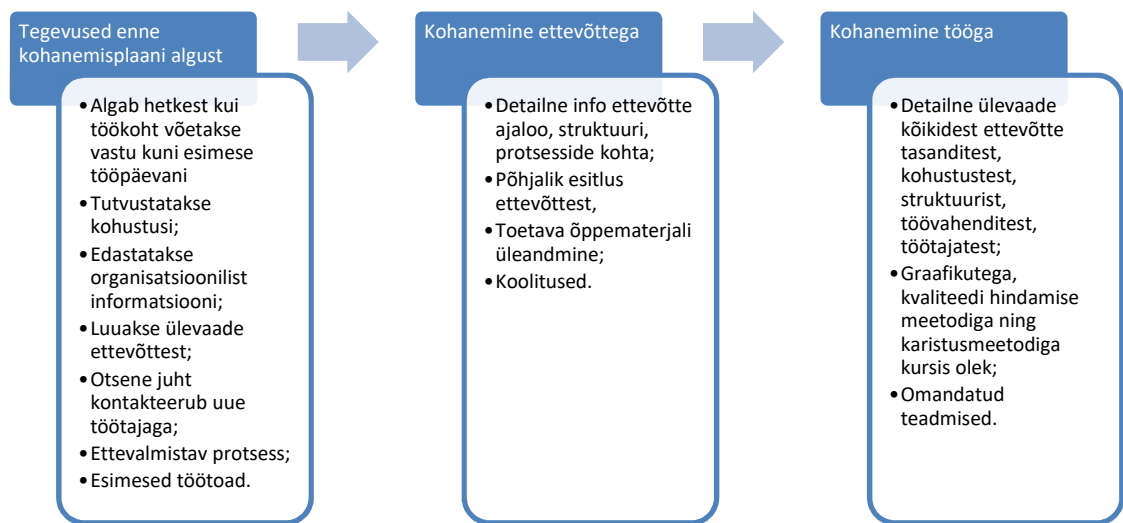 Tegevused enne
kohanemisplaani algust
•Algab hetkest kui
töökoht võetakse
vastu kuni esimese
tööpäevani
•Tutvustatakse
kohustusi;
•Edastatakse
organisatsioonilist
informatsiooni;
•Luuakse ülevaade
ettevõttest;
•Otsene juht
kontakteerub uue
töötajaga;
•Ettevalmistav protsess;
•Esimesed töötoad.
Kohanemine ettevõttega
•Detailne info ettevõtte
ajaloo, struktuuri,
protsesside kohta;
•Põhjalik esitlus
ettevõttest,
•Toetava õppematerjali
üleandmine;
•Koolitused.
Kohanemine tööga
•Detailne ülevaade
kõikidest ettevõtte
tasanditest,
kohustustest,
struktuurist,
töövahenditest,
töötajatest;
•Graafikutega,
kvaliteedi hindamise
meetodiga ning
karistusmeetodiga
kursis olek;
•Omandatud
teadmised.